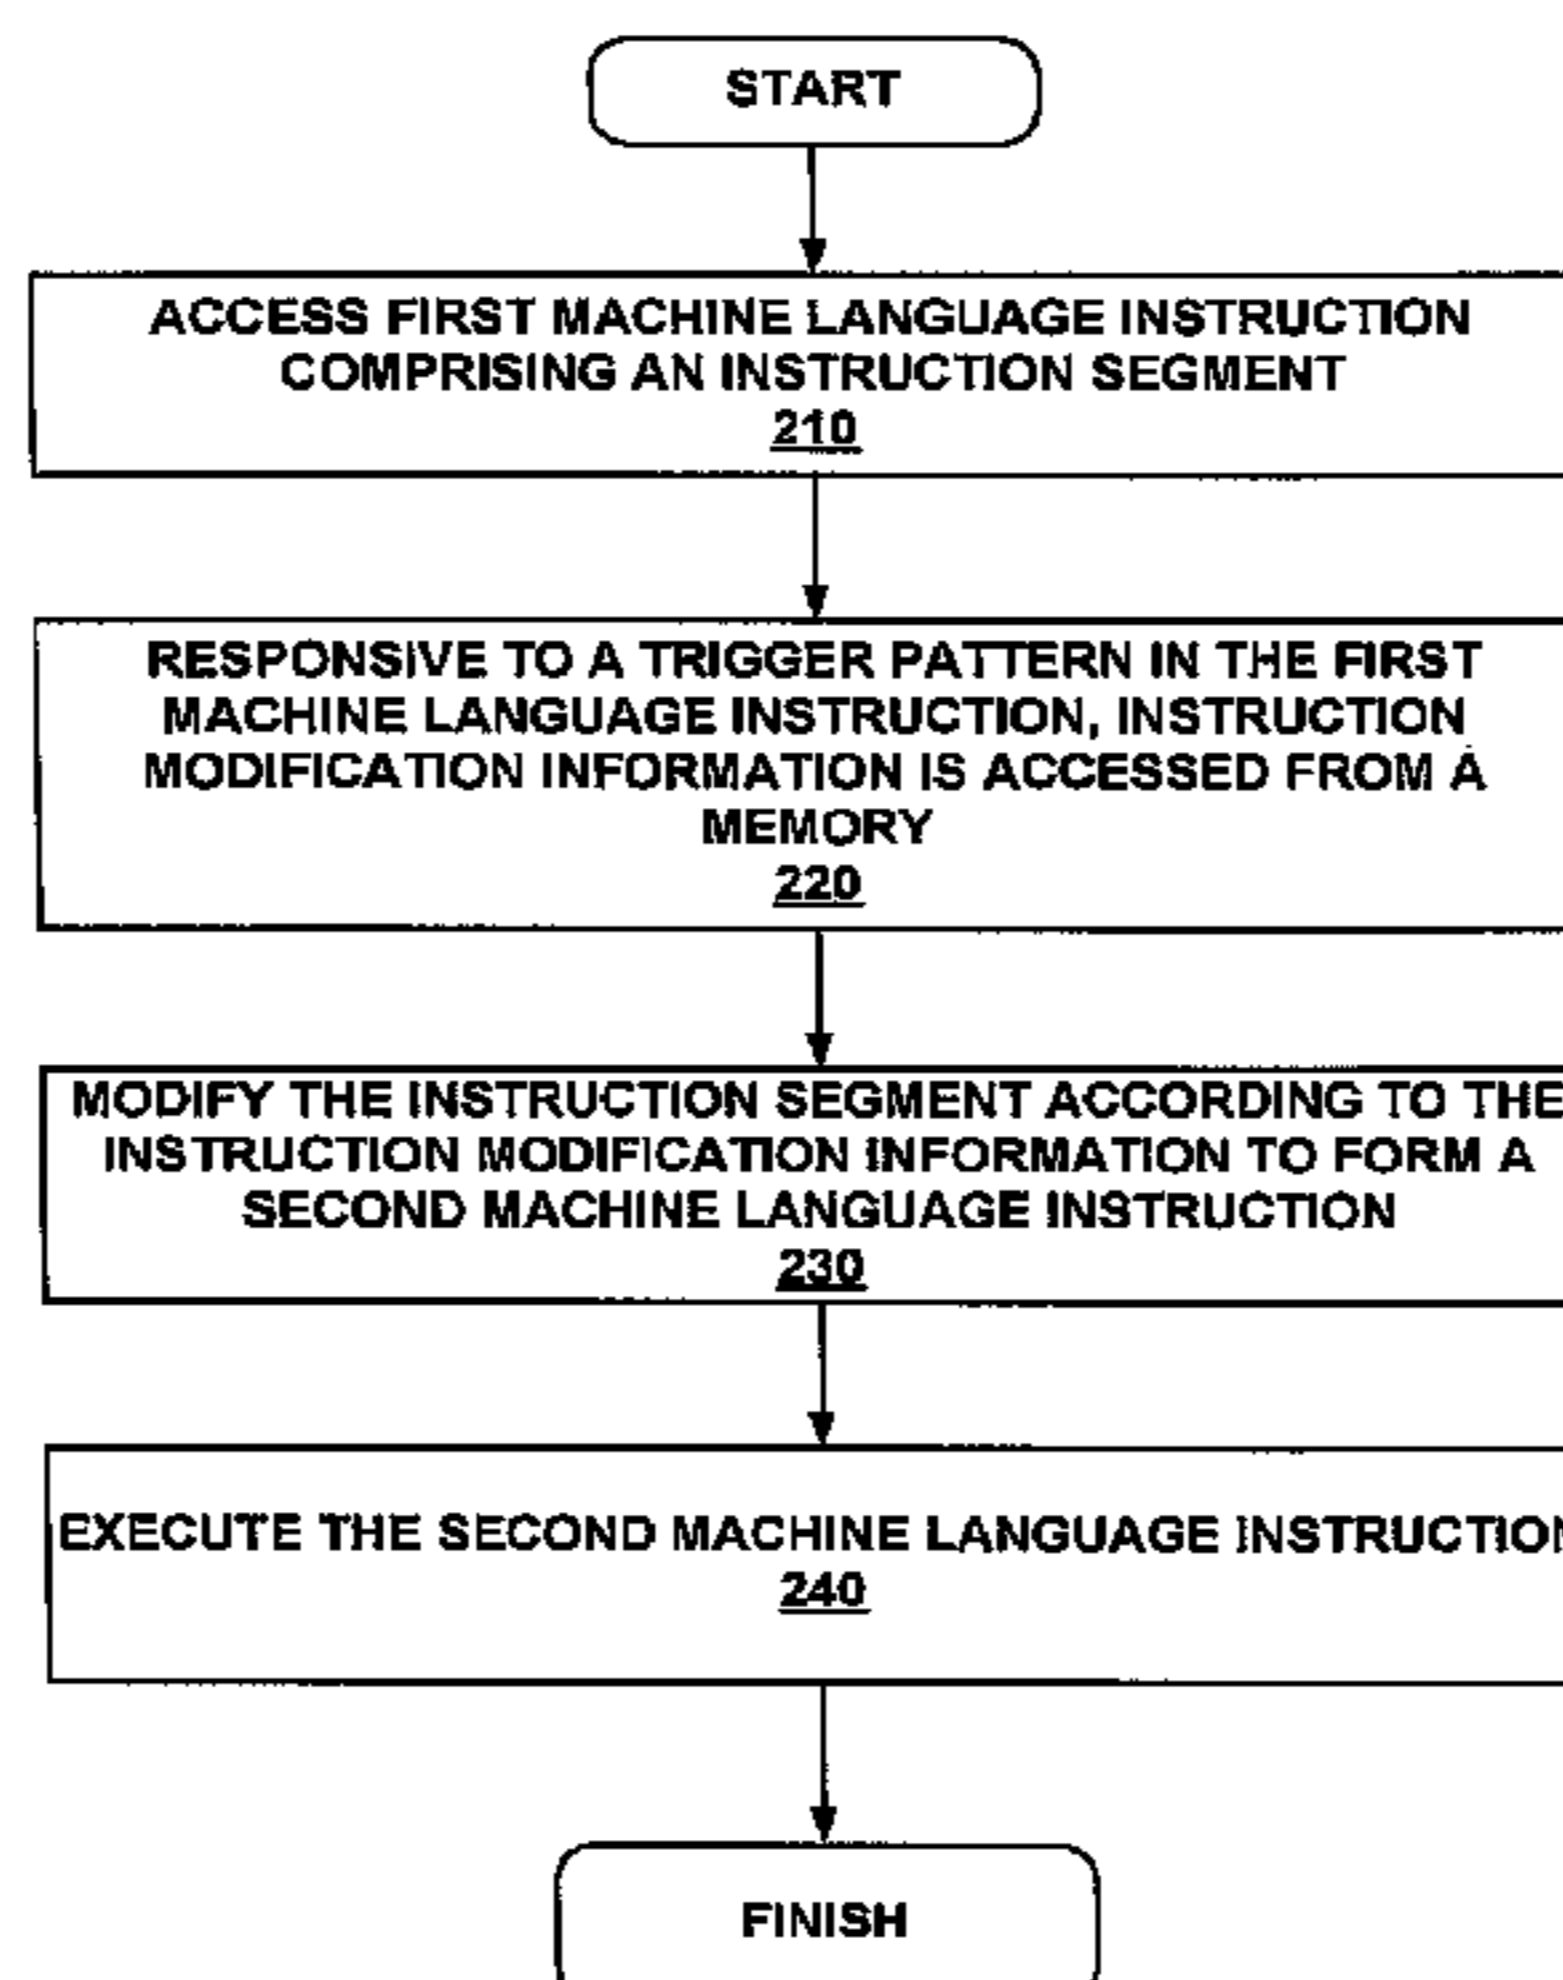 START
ACCESS FIRST MACHINE LANGUAGE INSTRUCTION
COMPRISING AN INSTRUCTION SEGMENT
210
RESPONSIVE TO A TRIGGER PATTERN IN THE FIRST
MACHINE LANGUAGE INSTRUCTION, INSTRUCTION
MODIFICATION INFORMATION IS ACCESSED FROM A
MEMORY
220
MODIFY THE INSTRUCTION SEGMENT ACCORDING TO THE
INSTRUCTION MODIFICATION INFORMATION TO FORM A
SECOND MACHINE LANGUAGE INSTRUCTION
230
EXECUTE THE SECOND MACHINE LANGUAGE INSTRUCTION
240
FINISH